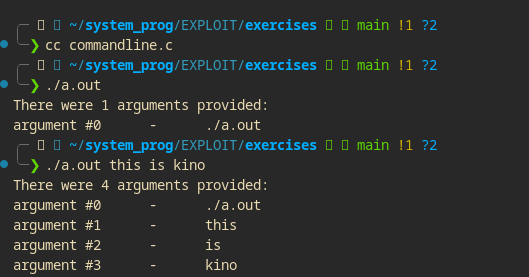 ~/system_prog/EXPLOIT/exercises main !1 ?2
❯ cc commandline.c
~/system_prog/EXPLOIT/exercises main !1 ?2
❯ ./a.out
There were 1 arguments provided:
argument #0 - ./a.out
~/system_prog/EXPLOIT/exercises main !1 ?2
❯ ./a.out this is kino
There were 4 arguments provided:
argument #0 - ./a.out
argument #1 - this
argument #2 - is
argument #3 - kino